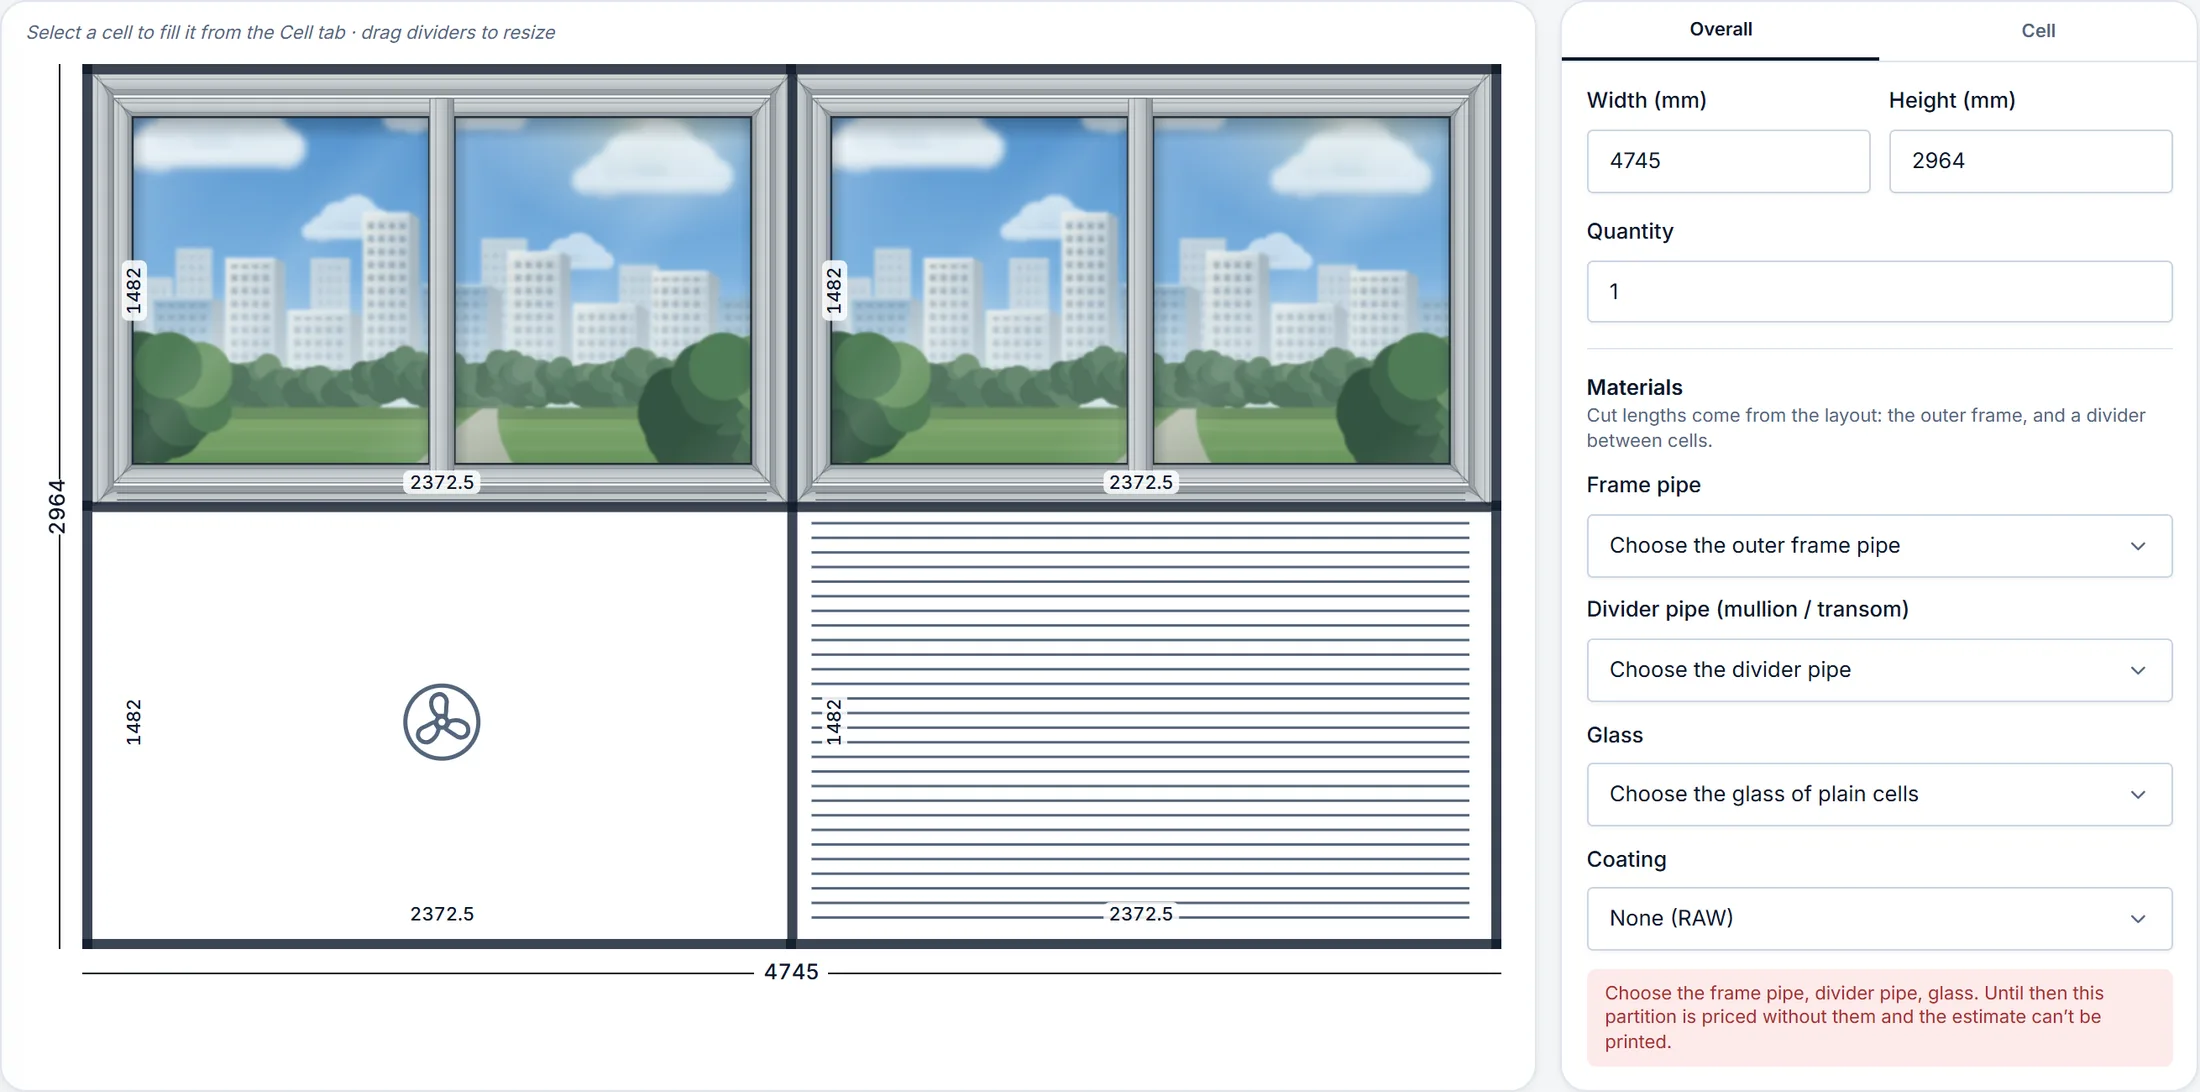 Select a cell to fill it from the Cell tab · drag dividers to resize
1482
1482
2372.5
2372.5
2964
1482
1482
2372.5
2372.5
4745
Overall
Cell
Width (mm)
Height (mm)
4745
2964
Quantity
1
Materials
Cut lengths come from the layout: the outer frame, and a divider
between cells.
Frame pipe
Choose the outer frame pipe
Divider pipe (mullion / transom)
Choose the divider pipe
Glass
Choose the glass of plain cells
Coating
None (RAW)
Choose the frame pipe, divider pipe, glass. Until then this
partition is priced without them and the estimate can’t be
printed.